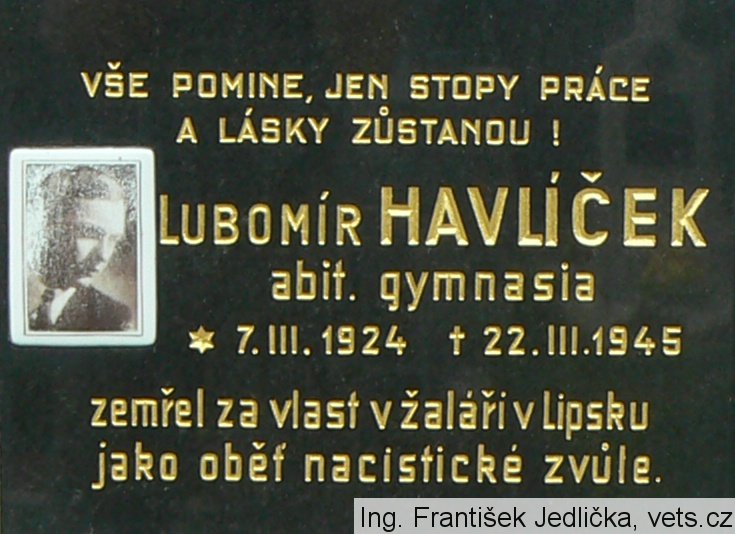 VŠE POMINE, JEN STOPY PRÁCE
A LÁSKY ZŮSTANOU !
LUBOMÍR HAVLÍČEK
abit. gymnasia
* 7. III. 1924 † 22. III. 1945
zemřel za vlast v žaláři v Lipsku
jako oběť nacistické zvůle.
Ing. František Jedlička, vets.cz